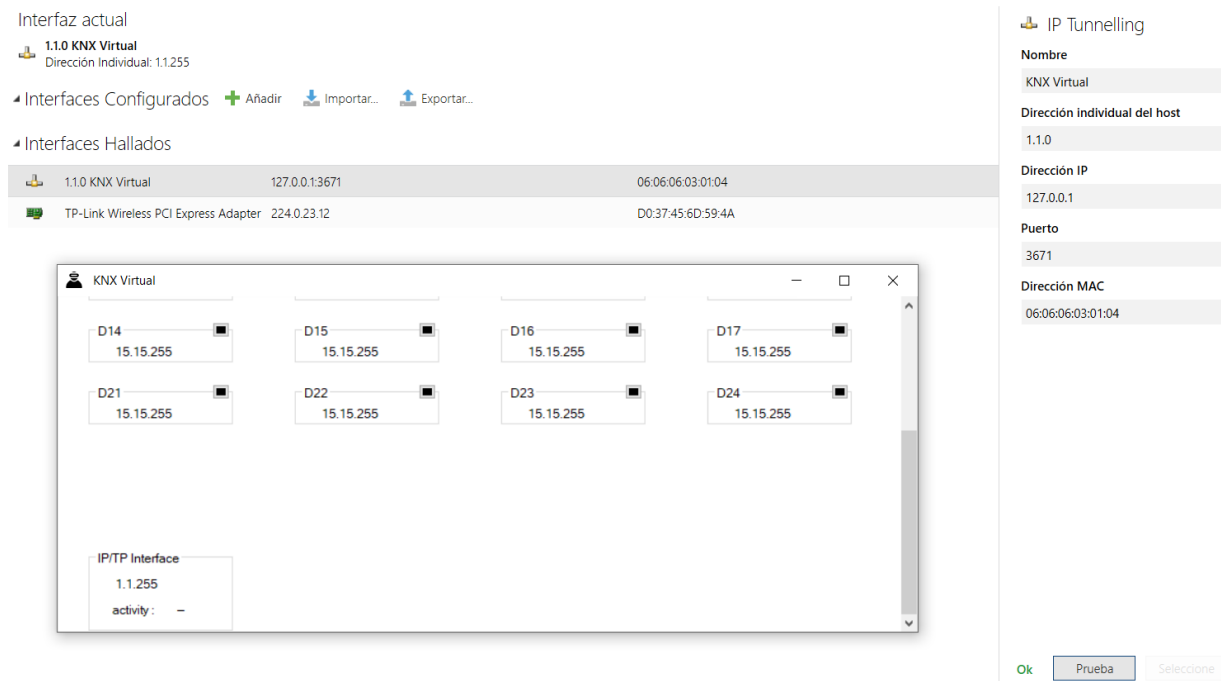 Interfaz actual
1.1.0 KNX Virtual
Dirección Individual: 1.1.255
Interfaces Configurados Añadir Importar... Exportar...
Interfaces Hallados
1.1.0 KNX Virtual 127.0.0.1:3671 06:06:06:03:01:04
TP-Link Wireless PCI Express Adapter 224.0.23.12 D0:37:45:6D:59:4A
KNX Virtual
D14 D15 D16 D17
15.15.255 15.15.255 15.15.255 15.15.255
D21 D22 D23 D24
15.15.255 15.15.255 15.15.255 15.15.255
IP/TP Interface
1.1.255
activity : –
IP Tunnelling
Nombre
KNX Virtual
Dirección individual del host
1.1.0
Dirección IP
127.0.0.1
Puerto
3671
Dirección MAC
06:06:06:03:01:04
Ok Prueba Seleccione